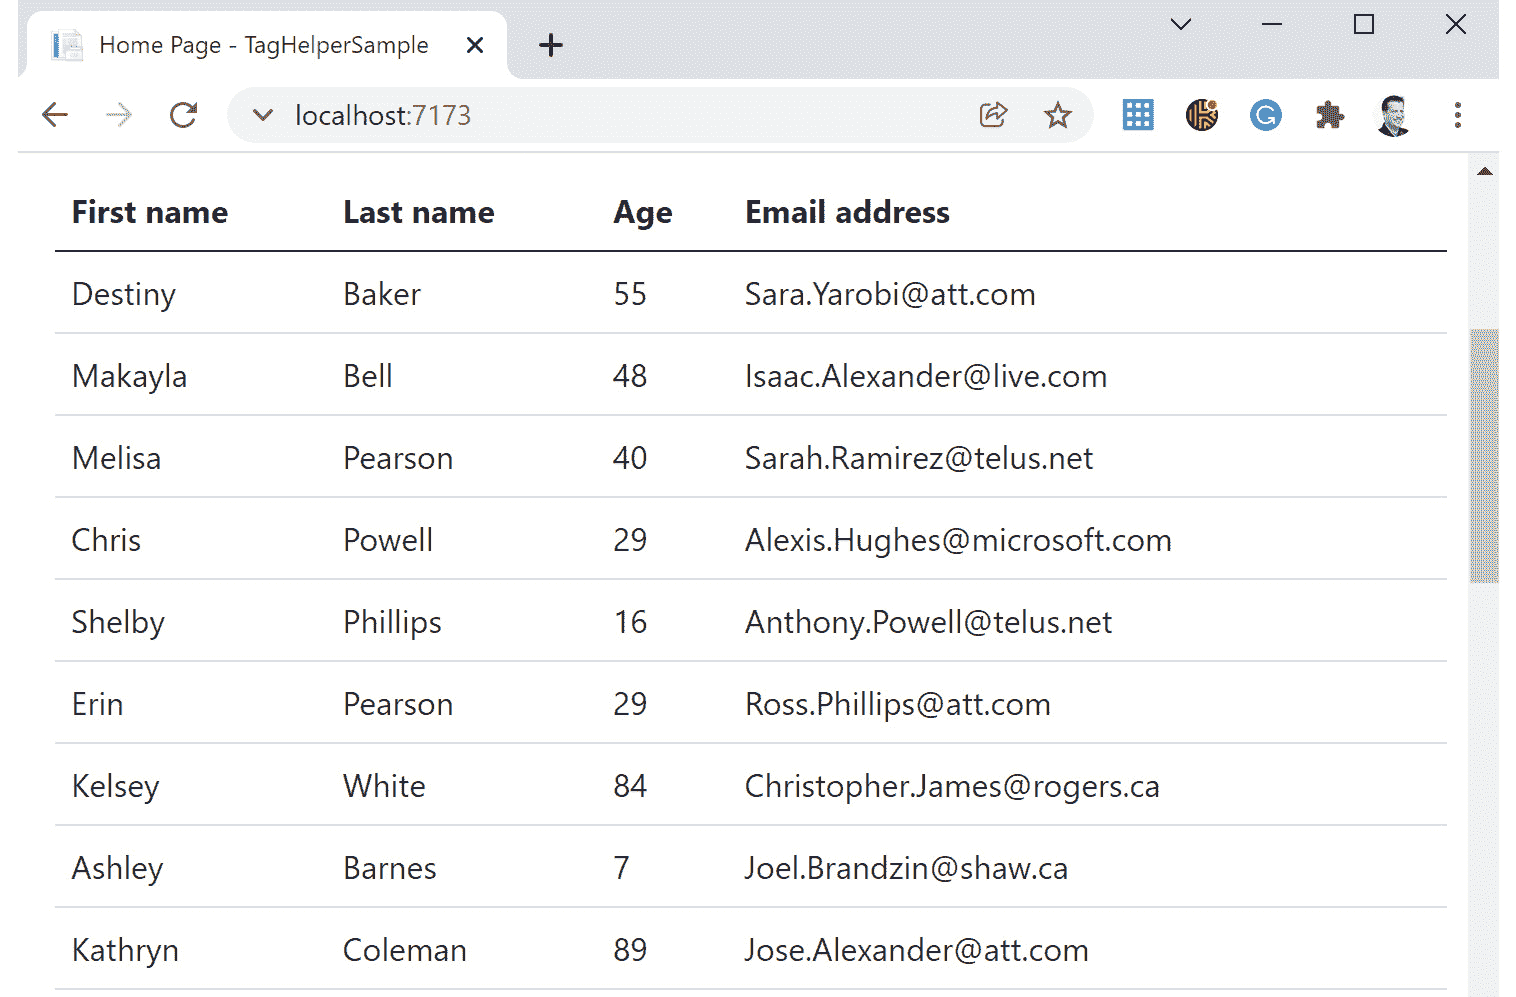 Home Page - TagHelperSample
localhost:7173
First name Last name Age Email address
Destiny Baker 55 Sara.Yarobi@att.com
Makayla Bell 48 Isaac.Alexander@live.com
Melisa Pearson 40 Sarah.Ramirez@telus.net
Chris Powell 29 Alexis.Hughes@microsoft.com
Shelby Phillips 16 Anthony.Powell@telus.net
Erin Pearson 29 Ross.Phillips@att.com
Kelsey White 84 Christopher.James@rogers.ca
Ashley Barnes 7 Joel.Brandzin@shaw.ca
Kathryn Coleman 89 Jose.Alexander@att.com